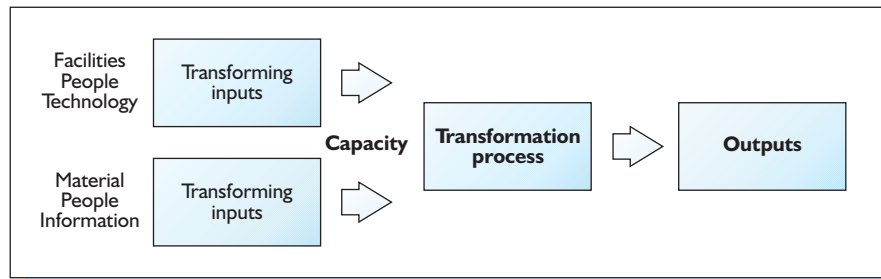 Facilities
People
Technology
Transforming
inputs
Capacity
Transformation
process
Outputs
Material
People
Information
Transforming
inputs